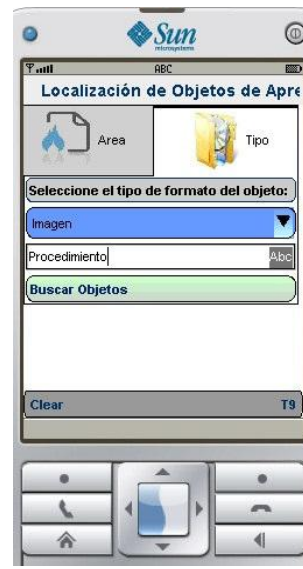 Sun
microsystems
ABC
Localización de Objetos de Apre
Area
Tipo
Seleccione el tipo de formato del objeto:
Imagen
Procedimiento
Abc
Buscar Objetos
Clear
T9